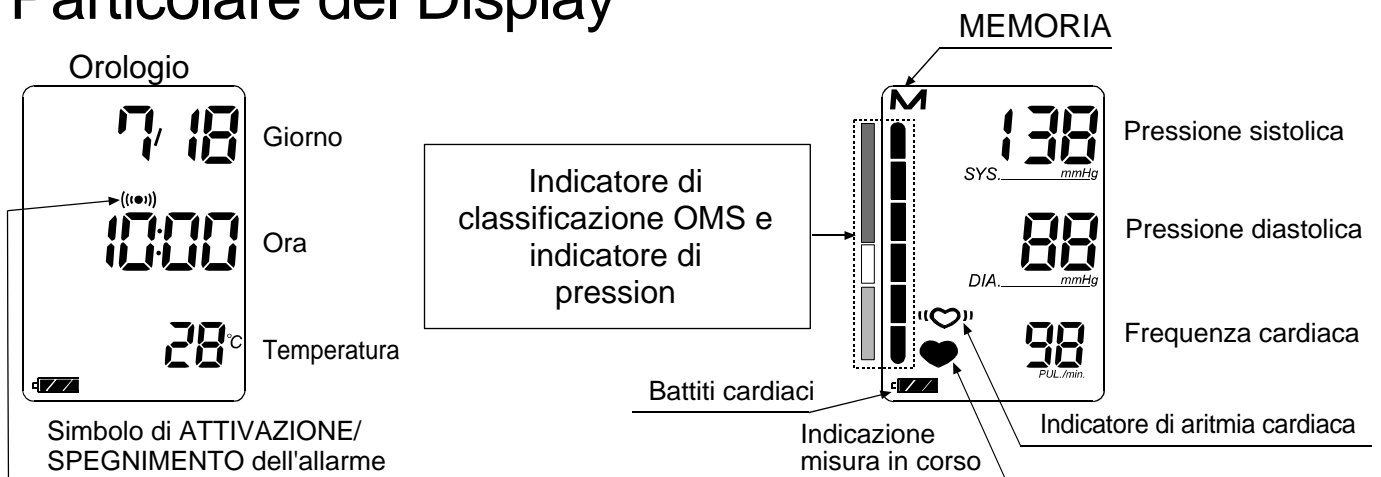 Particolare del Display
MEMORIA
Orologio
7/ 18
Giorno
10:00
Ora
28°C
Temperatura
Simbolo di ATTIVAZIONE/
SPEGNIMENTO dell'allarme
Indicatore di
classificazione OMS e
indicatore di
pression
M
138
SYS. mmHg
Pressione sistolica
88
DIA. mmHg
Pressione diastolica
98
PUL./min.
Frequenza cardiaca
Battiti cardiaci
Indicazione
misura in corso
Indicatore di aritmia cardiaca